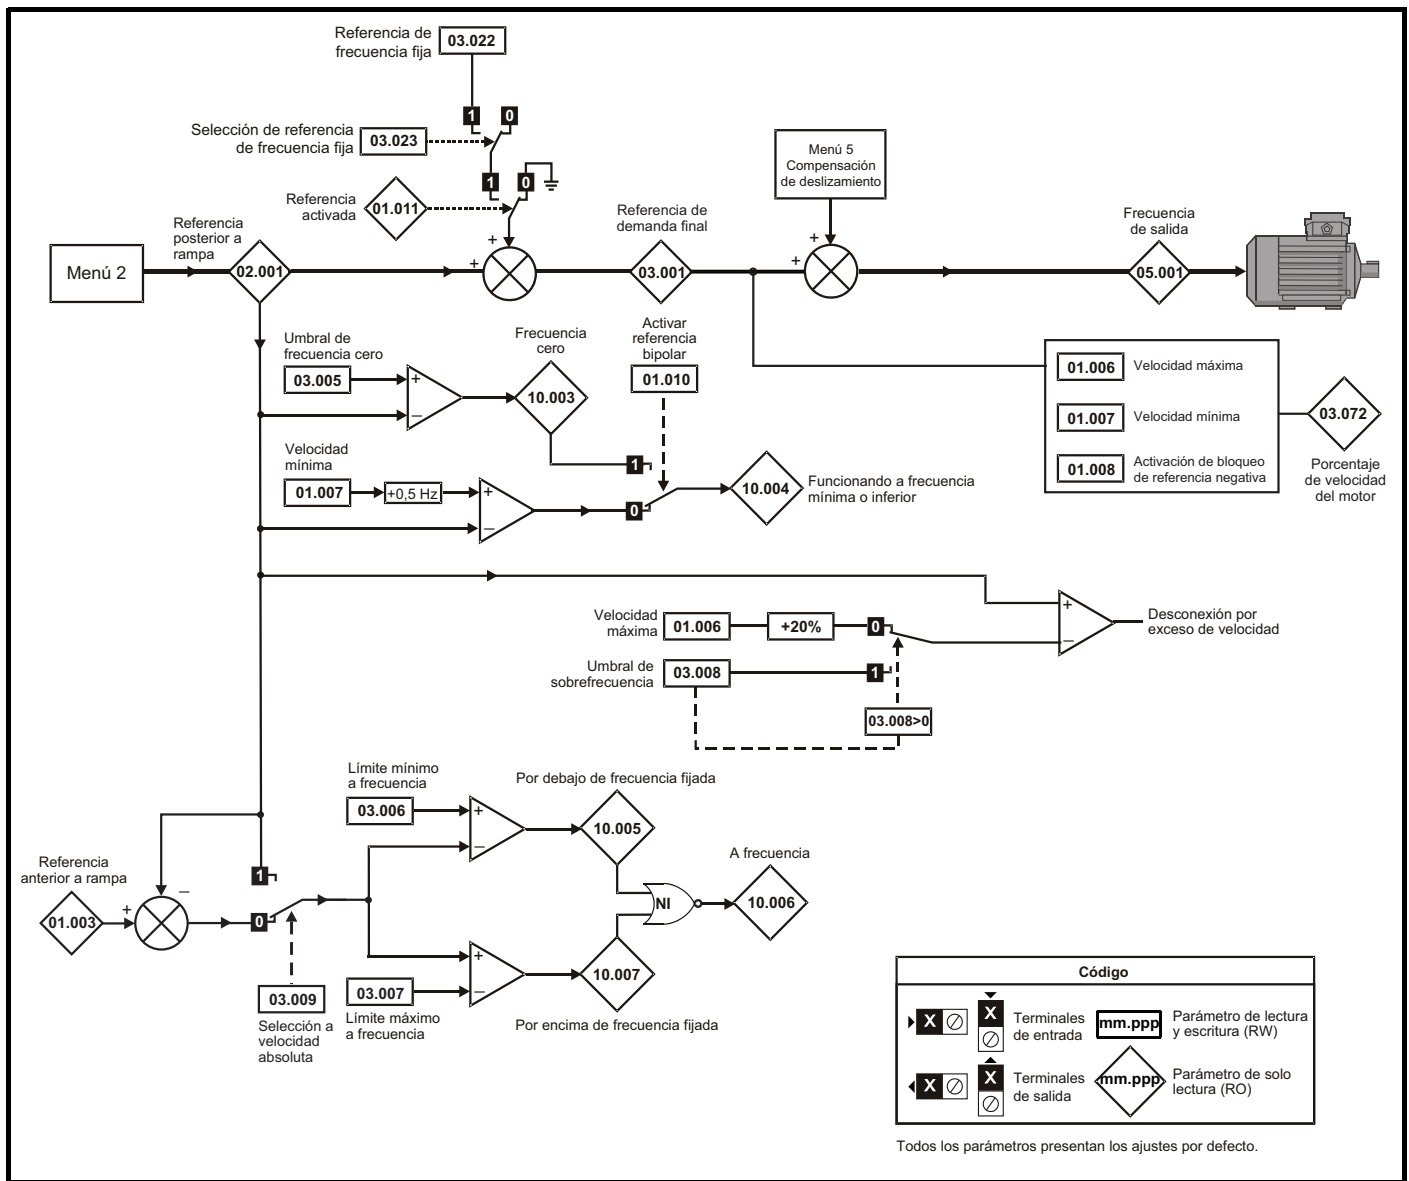 Referencia de
frecuencia fija
03.022
1
0
Selección de referencia
de frecuencia fija
03.023
1
0
Referencia
activada
01.011
Menú 5
Compensación
de deslizamiento
Referencia
posterior a
rampa
+
Referencia de
demanda final
+
Frecuencia
de salida
Menú 2
02.001
+
03.001
+
05.001
Umbral de
frecuencia cero
03.005
+
−
Frecuencia
cero
10.003
Activar
referencia
bipolar
01.010
01.006
Velocidad máxima
01.007
Velocidad mínima
01.008
Activación de bloqueo
de referencia negativa
03.072
Porcentaje
de velocidad
del motor
Velocidad
mínima
01.007
+0,5 Hz
+
−
1
0
10.004
Funcionando a frecuencia
mínima o inferior
Velocidad
máxima
01.006
+20%
0
Umbral de
sobrefrecuencia
03.008
1
03.008>0
+
−
Desconexión por
exceso de velocidad
Límite mínimo
a frecuencia
03.006
+
−
Por debajo de frecuencia fijada
10.005
Referencia
anterior a rampa
01.003
+
−
1
0
03.009
Selección a
velocidad
absoluta
NI
A frecuencia
10.006
03.007
Límite máximo
a frecuencia
+
−
10.007
Por encima de frecuencia fijada
Código
X
X
Terminales
de entrada
mm.ppp
Parámetro de lectura
y escritura (RW)
X
X
Terminales
de salida
mm.ppp
Parámetro de solo
lectura (RO)
Todos los parámetros presentan los ajustes por defecto.